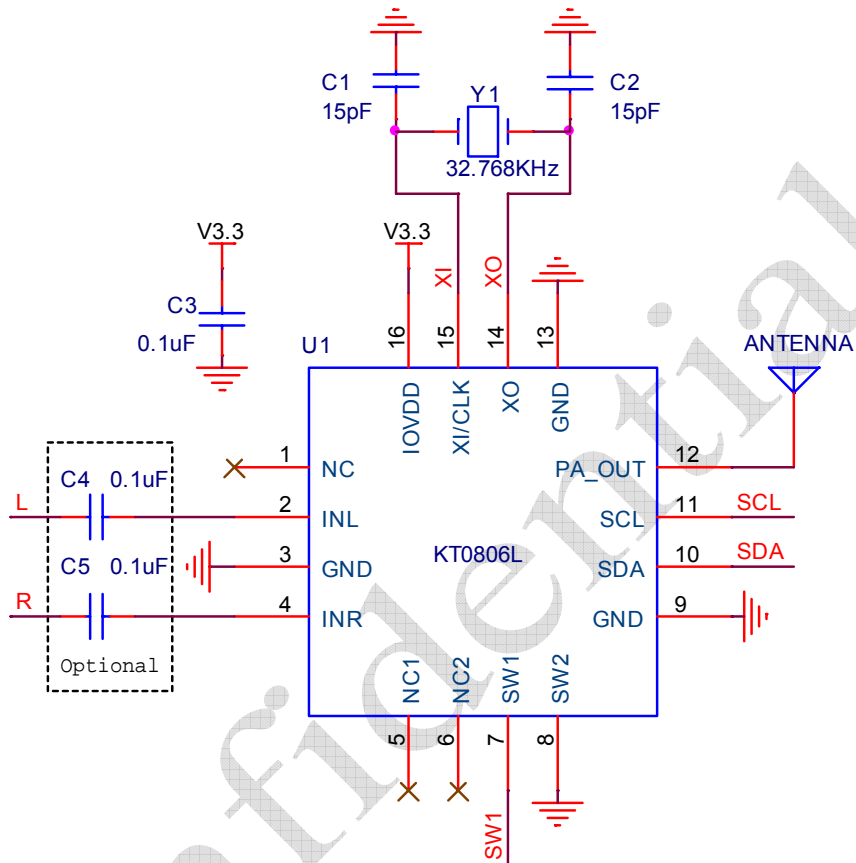 C1
15pF
Y1
32.768KHz
C2
15pF
V3.3
C3
0.1uF
V3.3
XI
XO
16
15
14
13
U1
IOVDD
XI/CLK
XO
GND
ANTENNA
1
NC
PA_OUT
12
L
C4 0.1uF
2
INL
SCL
11
SCL
3
GND
KT0806L
SDA
10
SDA
R
C5 0.1uF
4
INR
GND
9
Optional
NC1
NC2
SW1
SW2
5
6
7
8
SW1
nfidential